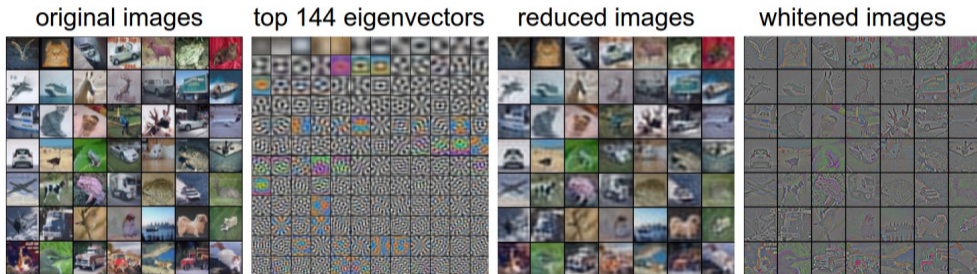 original images
top 144 eigenvectors
reduced images
whitened images